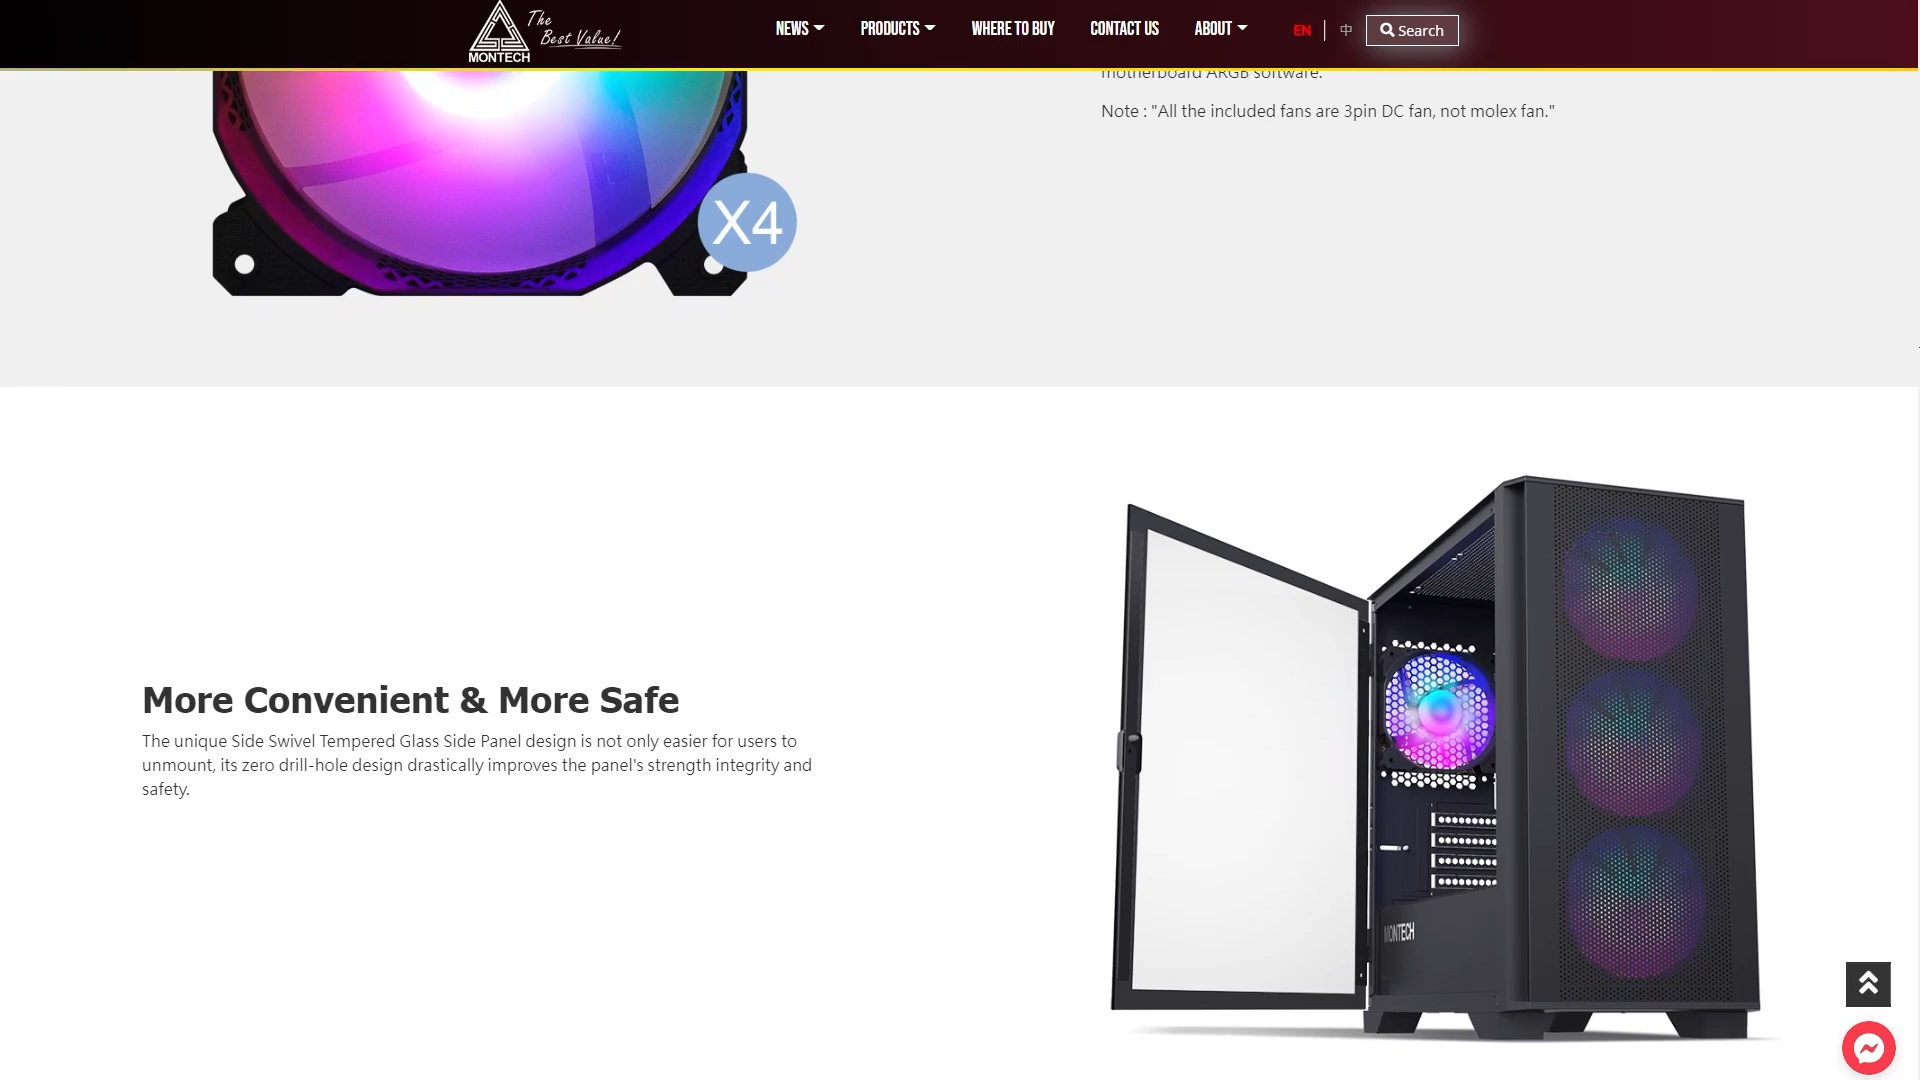 The
Best Value!
MONTECH
NEWS
PRODUCTS
WHERE TO BUY
CONTACT US
ABOUT
EN
中
Search
motherboard ARGB software.
Note : "All the included fans are 3pin DC fan, not molex fan."
X4
More Convenient & More Safe
The unique Side Swivel Tempered Glass Side Panel design is not only easier for users to
unmount, its zero drill-hole design drastically improves the panel's strength integrity and
safety.
MONTECH